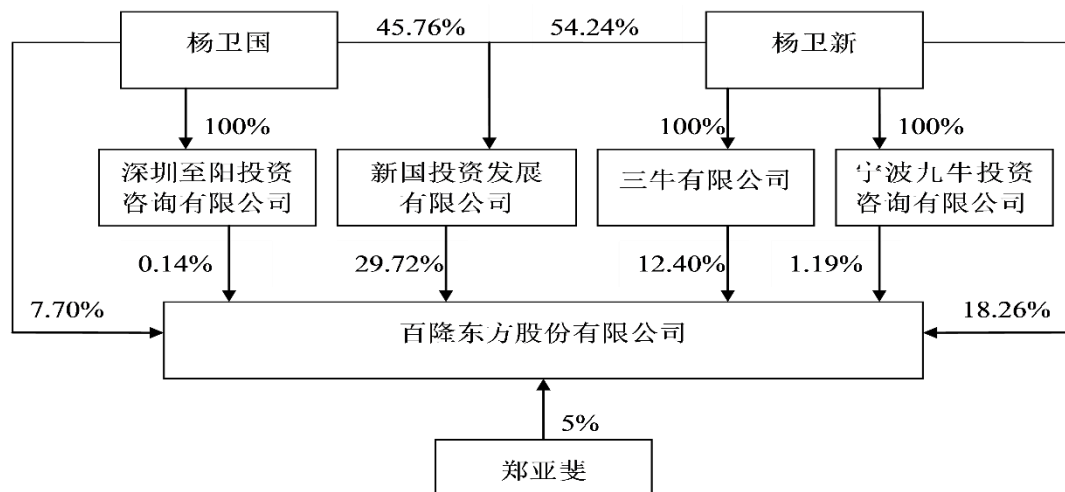 杨卫国
45.76%
54.24%
杨卫新
100%
100%
100%
深圳至阳投资
咨询有限公司
新国投资发展
有限公司
三牛有限公司
宁波九牛投资
咨询有限公司
0.14%
29.72%
12.40%
1.19%
7.70%
18.26%
百隆东方股份有限公司
5%
郑亚斐